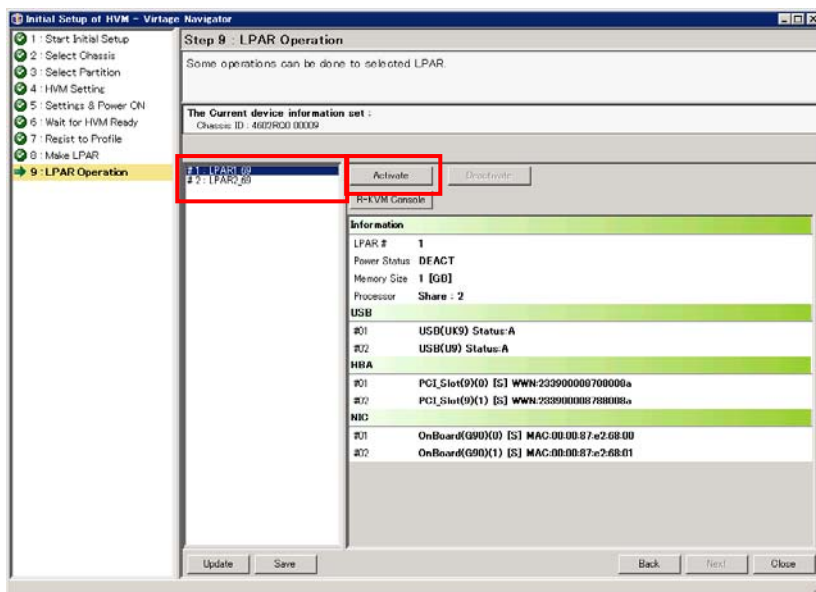 Initial Setup of HVM - Virtage Navigator
1 : Start Initial Setup
2 : Select Chassis
3 : Select Partition
4 : HVM Setting
5 : Settings & Power ON
6 : Wait for HVM Ready
7 : Regist to Profile
8 : Make LPAR
9 : LPAR Operation
Step 9 : LPAR Operation
Some operations can be done to selected LPAR.
The Current device information set :
Chassis ID : 4602RQ0 00009
# 1 : LPAR1_69
# 2 : LPAR2_69
Activate
Deactivate
R-KVM Console
Information
LPAR # 1
Power Status DEACT
Memory Size 1 [GB]
Processor Share : 2
USB
#01 USB(UK9) Status:A
#02 USB(U9) Status:A
HBA
#01 PCI_Slot(9)(0) [S] WWN:233900008700008a
#02 PCI_Slot(9)(1) [S] WWN:233900008788008a
NIC
#01 OnBoard(G90)(0) [S] MAC:00:00:87:e2:68:00
#02 OnBoard(G90)(1) [S] MAC:00:00:87:e2:68:01
Update
Save
Back
Next
Close